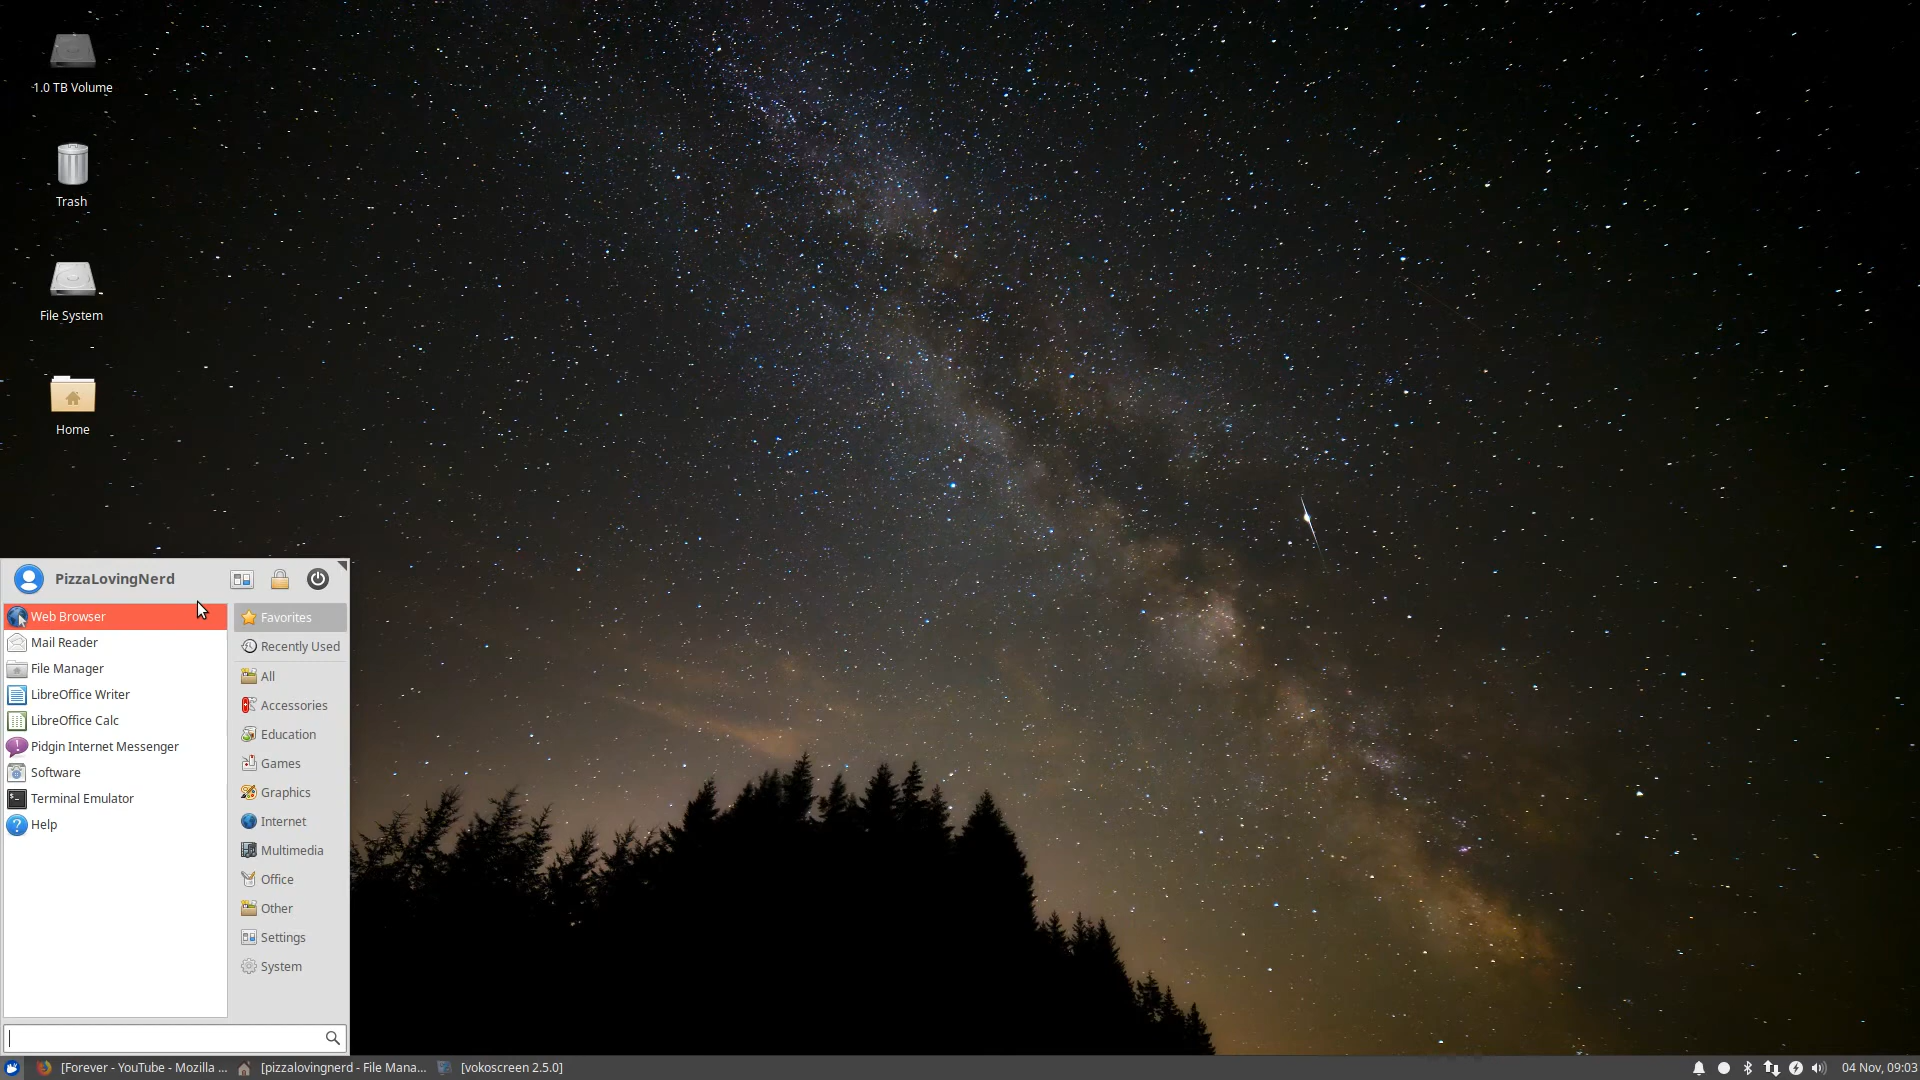 1.0 TB Volume
Trash
File System
Home
PizzaLovingNerd
Web Browser
Mail Reader
File Manager
LibreOffice Writer
LibreOffice Calc
Pidgin Internet Messenger
Software
Terminal Emulator
Help
Favorites
Recently Used
All
Accessories
Education
Games
Graphics
Internet
Multimedia
Office
Other
Settings
System
[Forever - YouTube - Mozilla ...
[pizzalovingnerd - File Mana...
[vokoscreen 2.5.0]
04 Nov, 09:03